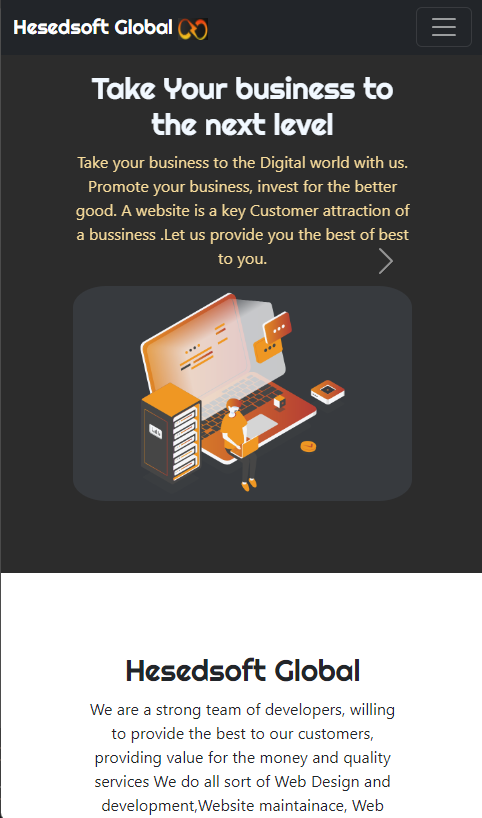 Hesedsoft Global
Take Your business to
the next level
Take your business to the Digital world with us.
Promote your business, invest for the better
good. A website is a key Customer attraction of
a bussiness .Let us provide you the best of best
to you.
Hesedsoft Global
We are a strong team of developers, willing
to provide the best to our customers,
providing value for the money and quality
services We do all sort of Web Design and
development,Website maintainace, Web